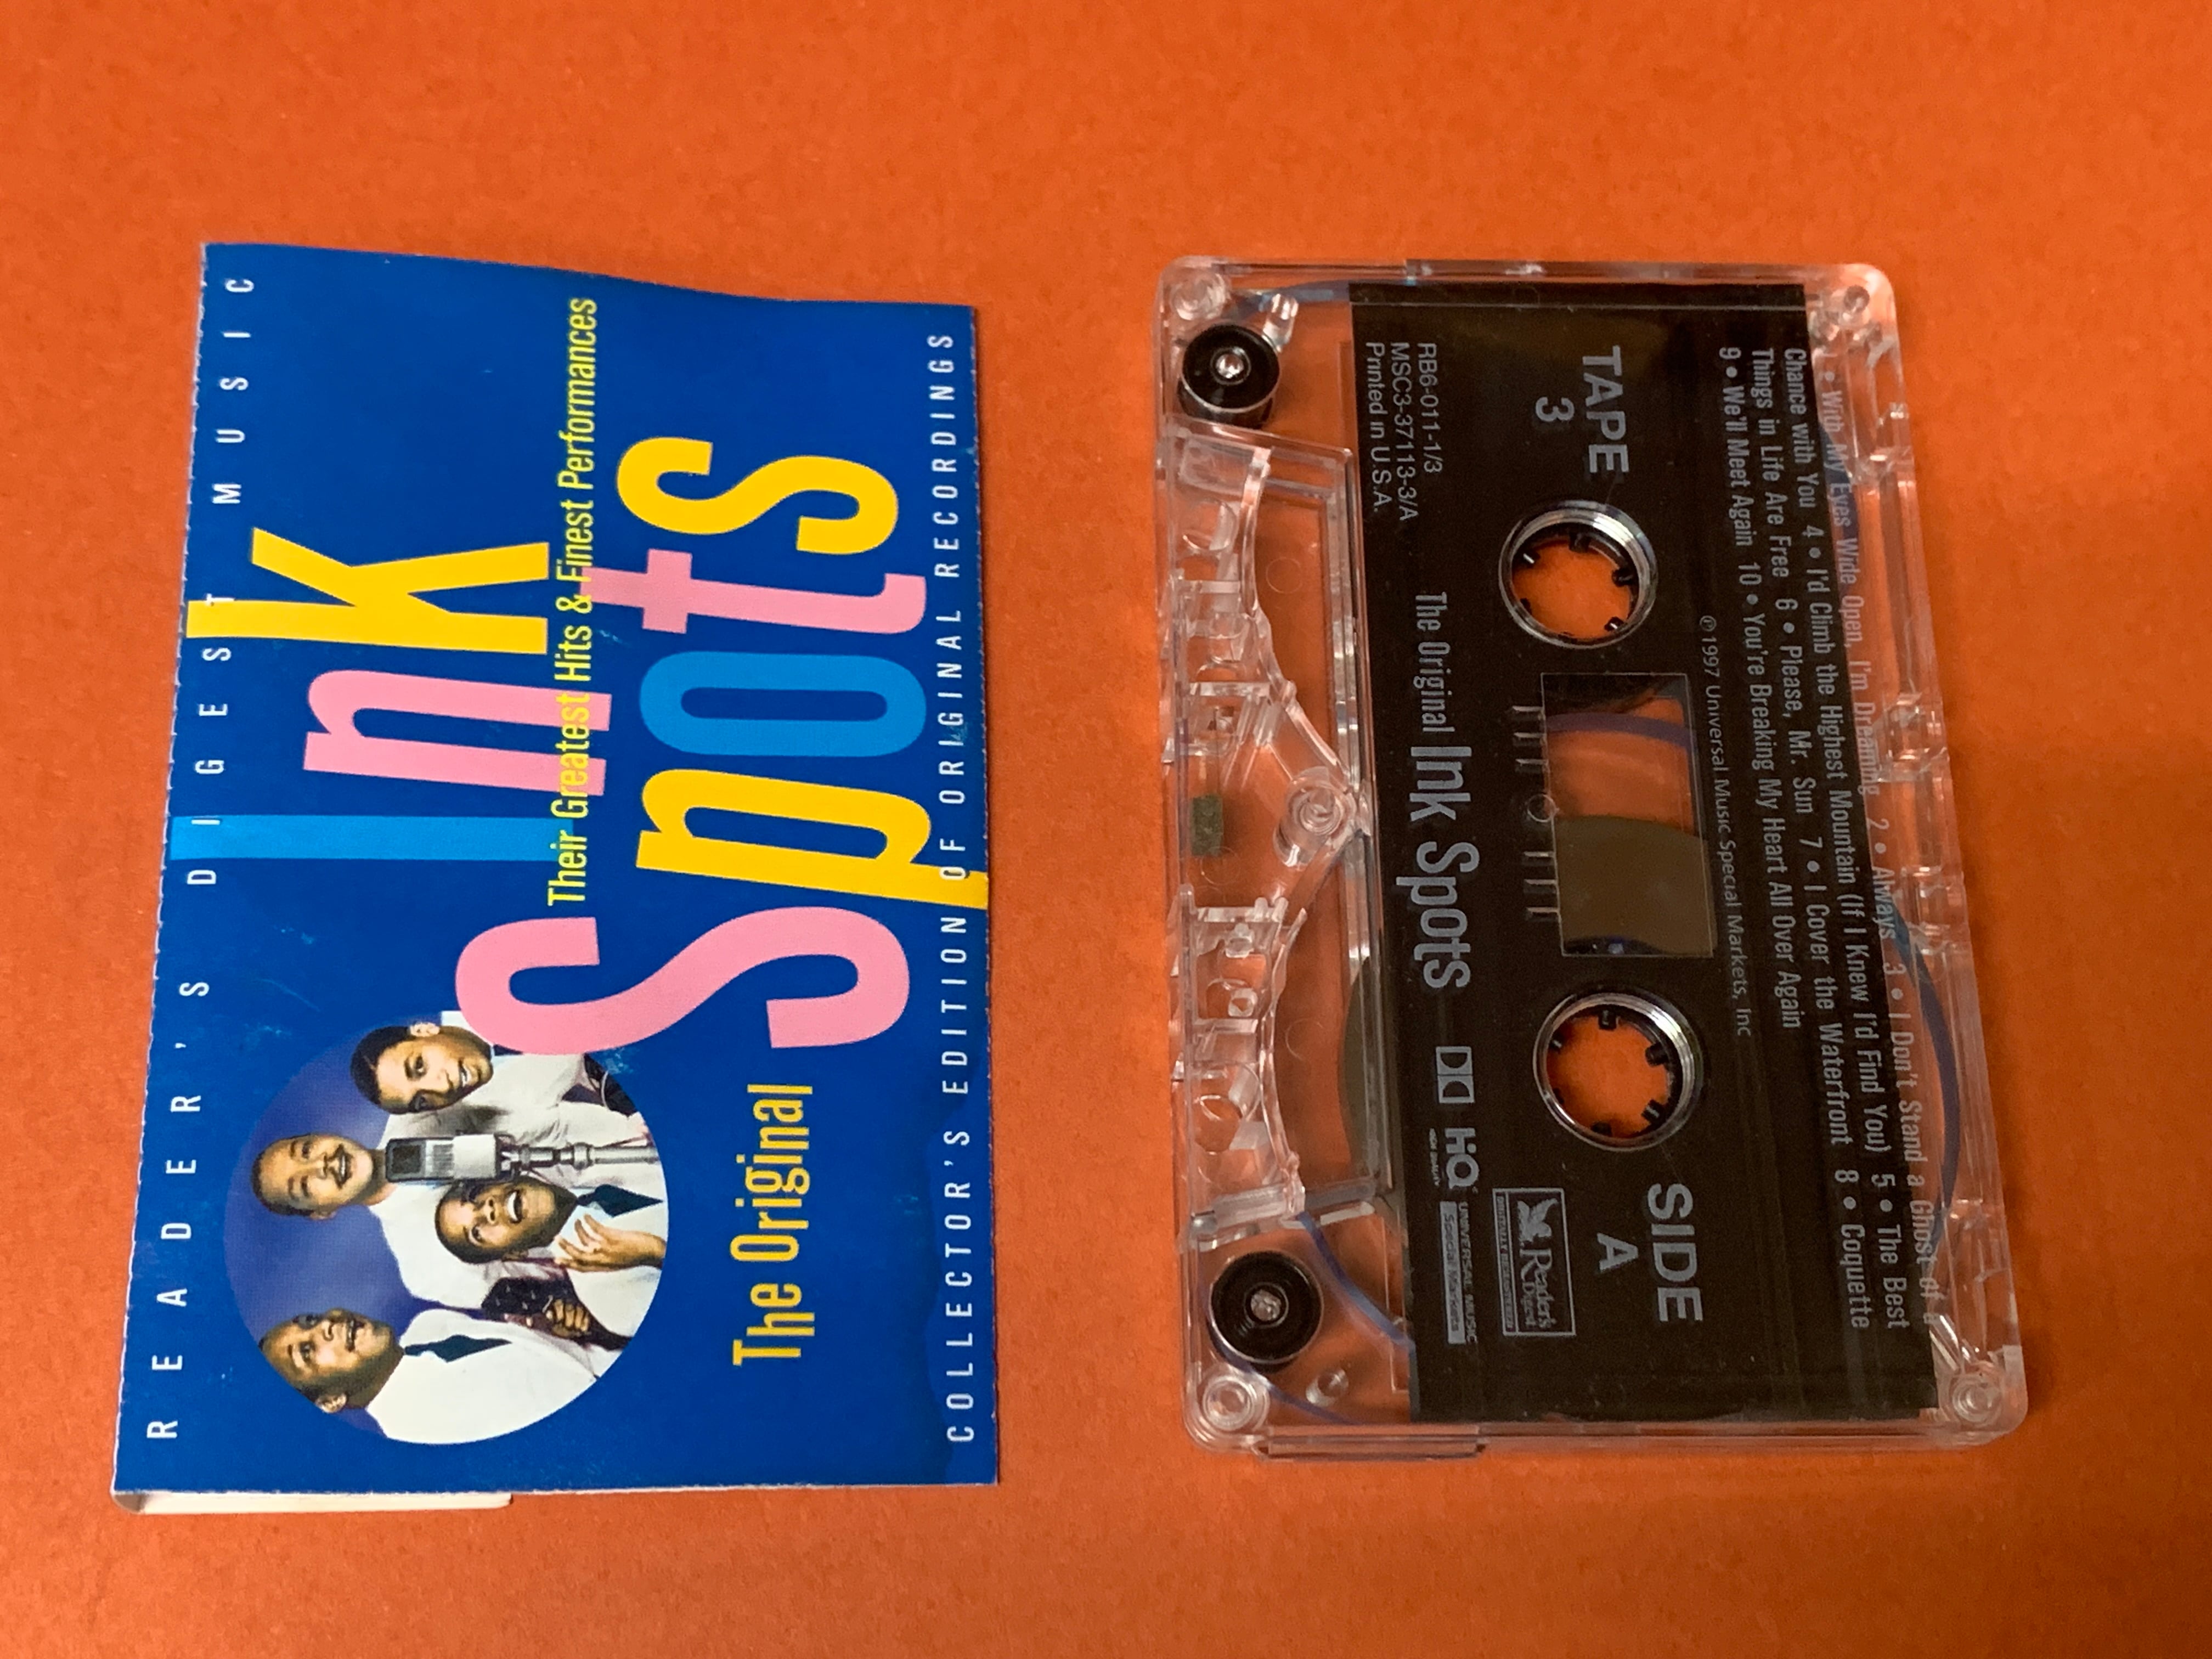 READER'S DIGEST MUSIC
Ink
Their Greatest Hits & Finest Performances
The Original Spots
COLLECTOR'S EDITION OF ORIGINAL RECORDINGS
1 • With My Eyes Wide Open, I'm Dreaming 2 • Always 3 • I Don't Stand a Ghost of a
Chance with You 4 • I'd Climb the Highest Mountain (If I Knew I'd Find You) 5 • The Best
Things in Life Are Free 6 • Please, Mr. Sun 7 • I Cover the Waterfront 8 • Coquette
9 • We'll Meet Again 10 • You're Breaking My Heart All Over Again
℗1997 Universal Music Special Markets, Inc
TAPE
3
SIDE
A
Reader's
Digest
DIGITALLY REMASTERED
RB6-011-1/3
MSC3-37113-3/A
Printed in U.S.A.
The Original Ink Spots
HiQ
HIGH QUALITY
UNIVERSAL MUSIC
Special Markets